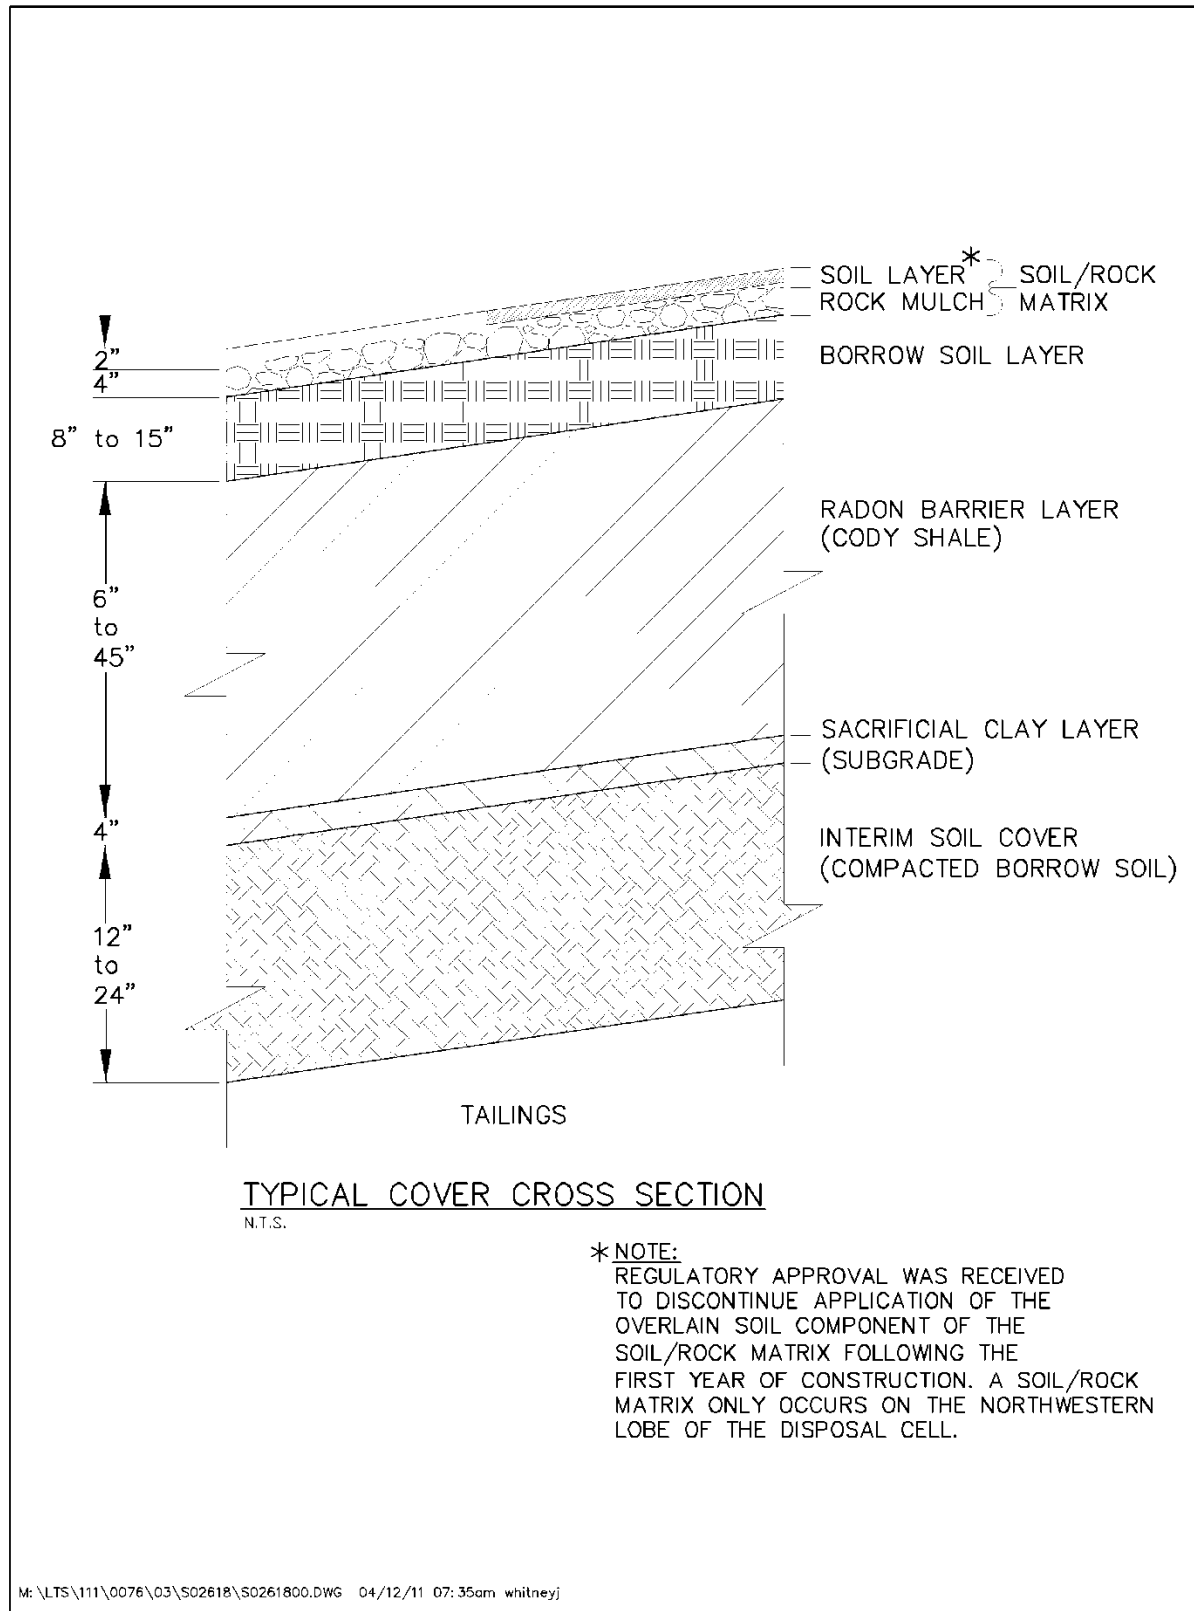 SOIL LAYER*
ROCK MULCH
SOIL/ROCK
MATRIX
2"
4"
BORROW SOIL LAYER
8" to 15"
RADON BARRIER LAYER
(CODY SHALE)
6"
to
45"
SACRIFICIAL CLAY LAYER
(SUBGRADE)
4"
INTERIM SOIL COVER
(COMPACTED BORROW SOIL)
12"
to
24"
TAILINGS
TYPICAL COVER CROSS SECTION
N.T.S.
* NOTE:
REGULATORY APPROVAL WAS RECEIVED
TO DISCONTINUE APPLICATION OF THE
OVERLAIN SOIL COMPONENT OF THE
SOIL/ROCK MATRIX FOLLOWING THE
FIRST YEAR OF CONSTRUCTION. A SOIL/ROCK
MATRIX ONLY OCCURS ON THE NORTHWESTERN
LOBE OF THE DISPOSAL CELL.
M:\LTS\111\0076\03\S02618\S0261800.DWG 04/12/11 07:35am whitneyj